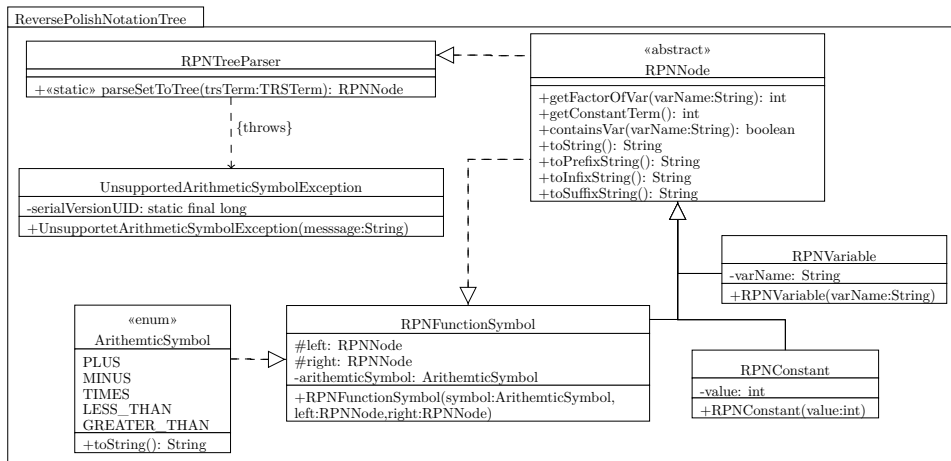 ReversePolishNotationTree
RPNTreeParser
+«static» parseSetToTree(trsTerm:TRSTerm): RPNNode
{throws}
UnsupportedArithmeticSymbolException
-serialVersionUID: static final long
+UnsupportetArithmeticSymbolException(messsage:String)
«abstract»
RPNNode
+getFactorOfVar(varName:String): int
+getConstantTerm(): int
+containsVar(varName:String): boolean
+toString(): String
+toPrefixString(): String
+toInfixString(): String
+toSuffixString(): String
RPNVariable
-varName: String
+RPNVariable(varName:String)
«enum»
ArithemticSymbol
PLUS
MINUS
TIMES
LESS_THAN
GREATER_THAN
+toString(): String
RPNFunctionSymbol
#left: RPNNode
#right: RPNNode
-arithemticSymbol: ArithemticSymbol
+RPNFunctionSymbol(symbol:ArithemticSymbol,
left:RPNNode,right:RPNNode)
RPNConstant
-value: int
+RPNConstant(value:int)